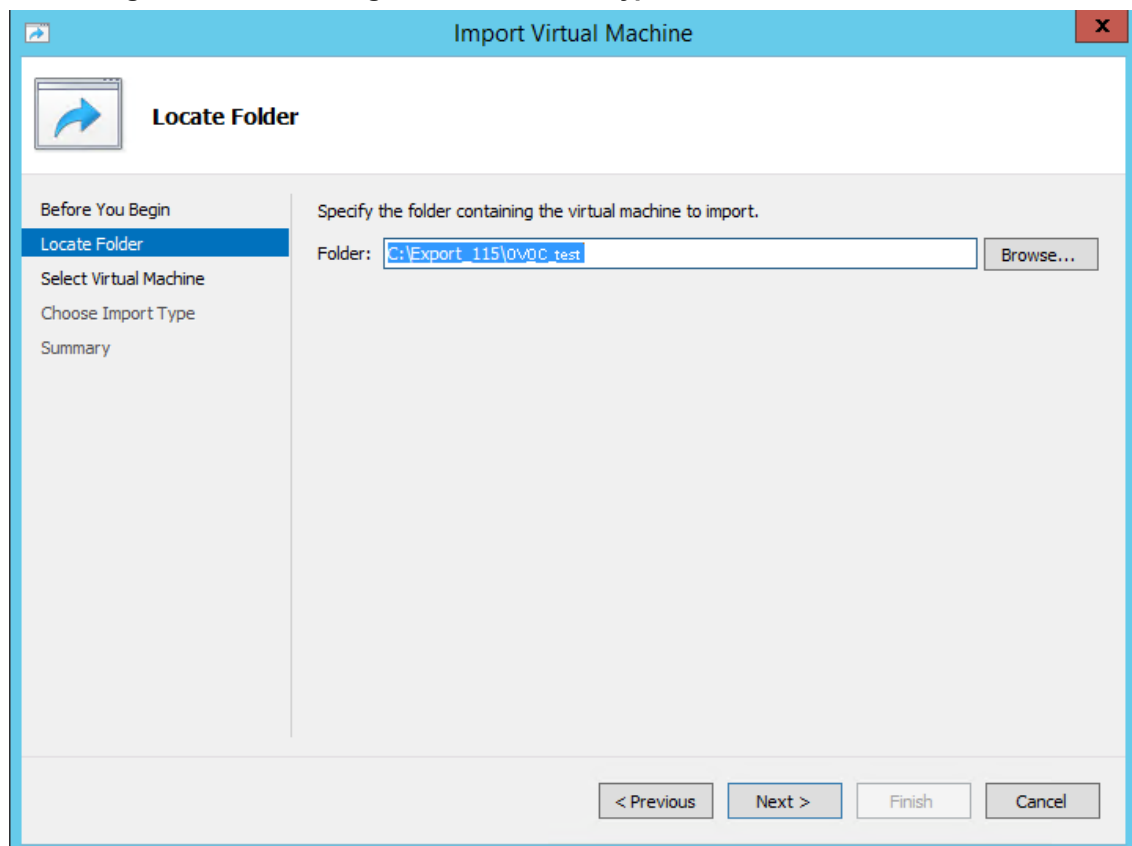 Import Virtual Machine
X
Locate Folder
Before You Begin
Locate Folder
Select Virtual Machine
Choose Import Type
Summary
Specify the folder containing the virtual machine to import.
Folder: C:\Export_115\0V0C_test Browse...
< Previous Next > Finish Cancel